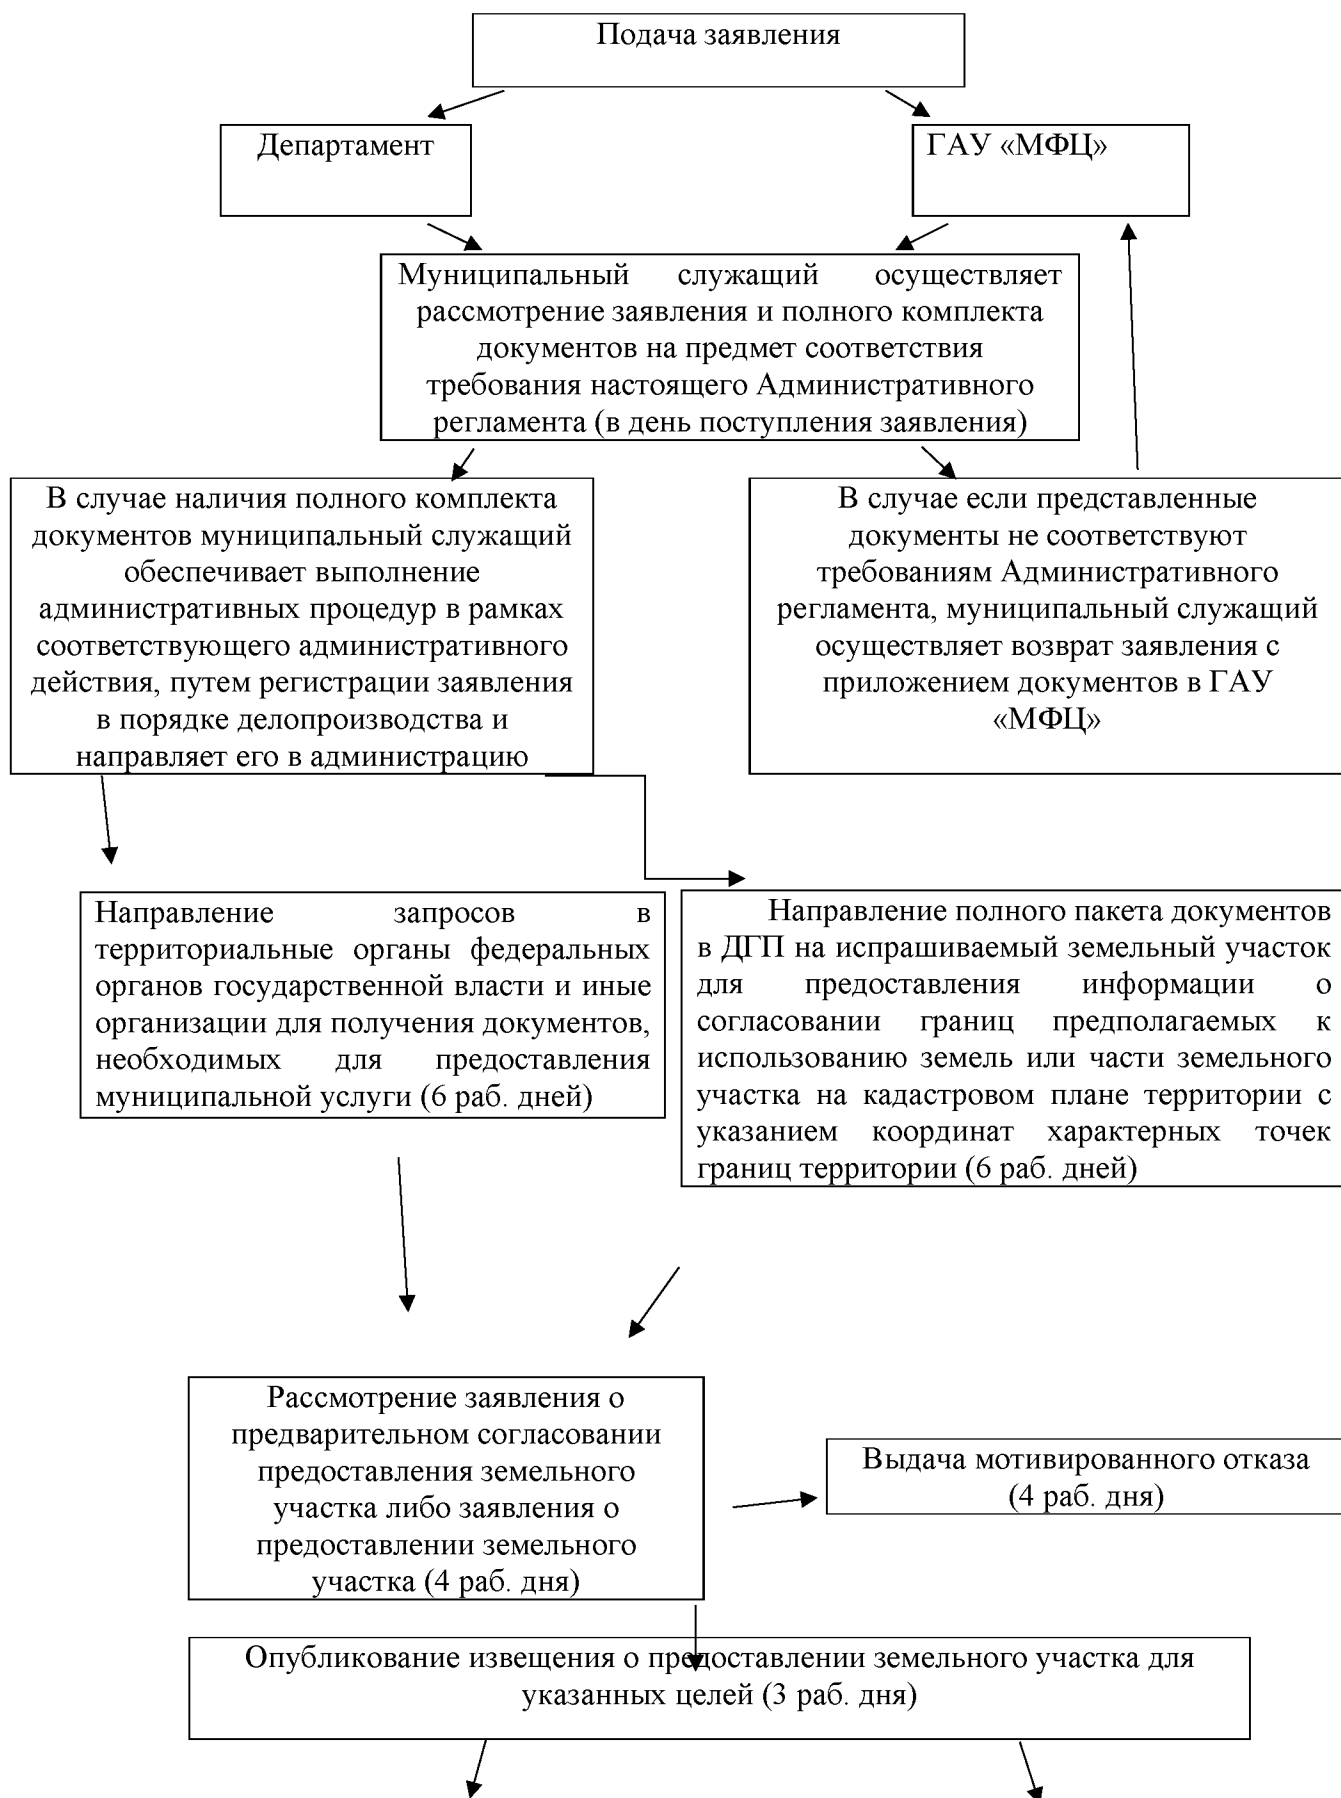 Подача заявления
Департамент
ГАУ «МФЦ»
Муниципальный служащий осуществляет
рассмотрение заявления и полного комплекта
документов на предмет соответствия
требования настоящего Административного
регламента (в день поступления заявления)
В случае наличия полного комплекта
документов муниципальный служащий
обеспечивает выполнение
административных процедур в рамках
соответствующего административного
действия, путем регистрации заявления
в порядке делопроизводства и
направляет его в администрацию
В случае если представленные
документы не соответствуют
требованиям Административного
регламента, муниципальный служащий
осуществляет возврат заявления с
приложением документов в ГАУ
«МФЦ»
Направление запросов в
территориальные органы федеральных
органов государственной власти и иные
организации для получения документов,
необходимых для предоставления
муниципальной услуги (6 раб. дней)
Направление полного пакета документов
в ДГП на испрашиваемый земельный участок
для предоставления информации о
согласовании границ предполагаемых к
использованию земель или части земельного
участка на кадастровом плане территории с
указанием координат характерных точек
границ территории (6 раб. дней)
Рассмотрение заявления о
предварительном согласовании
предоставления земельного
участка либо заявления о
предоставлении земельного
участка (4 раб. дня)
Выдача мотивированного отказа
(4 раб. дня)
Опубликование извещения о предоставлении земельного участка для
указанных целей (3 раб. дня)